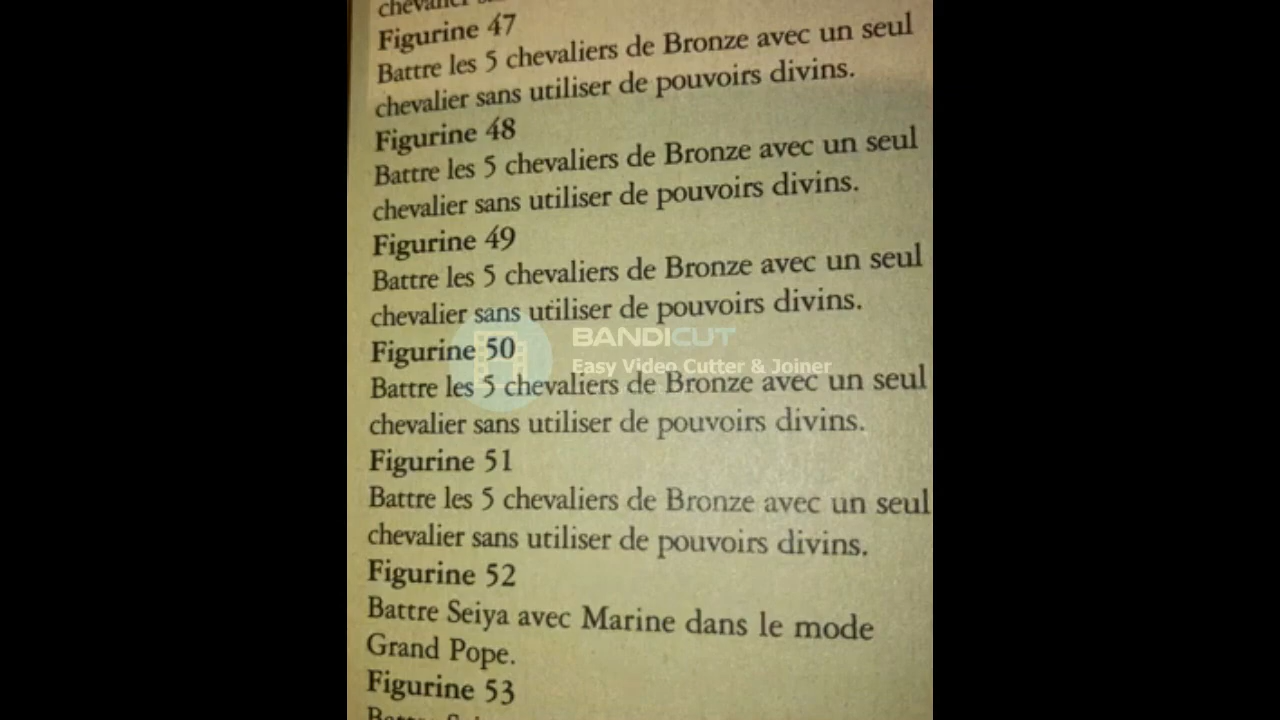 chevalier
Figurine 47
Battre les 5 chevaliers de Bronze avec un seul
chevalier sans utiliser de pouvoirs divins.
Figurine 48
Battre les 5 chevaliers de Bronze avec un seul
chevalier sans utiliser de pouvoirs divins.
Figurine 49
Battre les 5 chevaliers de Bronze avec un seul
chevalier sans utiliser de pouvoirs divins.
BANDICUT
Figurine 50
Easy Video Cutter & Joiner
Battre les 5 chevaliers de Bronze avec un seul
chevalier sans utiliser de pouvoirs divins.
Figurine 51
Battre les 5 chevaliers de Bronze avec un seul
chevalier sans utiliser de pouvoirs divins.
Figurine 52
Battre Seiya avec Marine dans le mode
Grand Pope.
Figurine 53